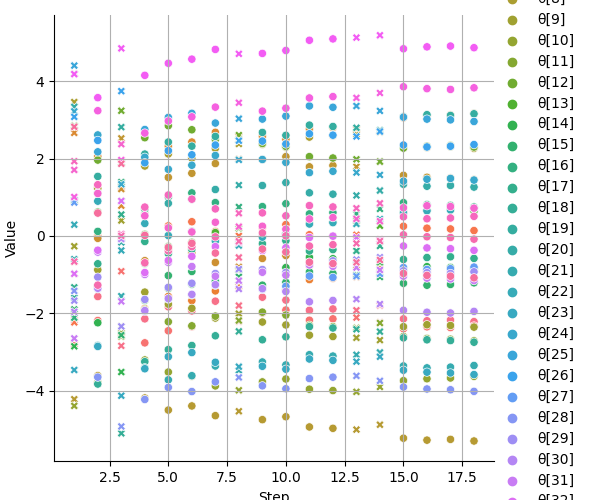 Value
4
2
0
−2
−4
2.5
5.0
7.5
10.0
12.5
15.0
17.5
Step
θ[8]
θ[9]
θ[10]
θ[11]
θ[12]
θ[13]
θ[14]
θ[15]
θ[16]
θ[17]
θ[18]
θ[19]
θ[20]
θ[21]
θ[22]
θ[23]
θ[24]
θ[25]
θ[26]
θ[27]
θ[28]
θ[29]
θ[30]
θ[31]
θ[32]